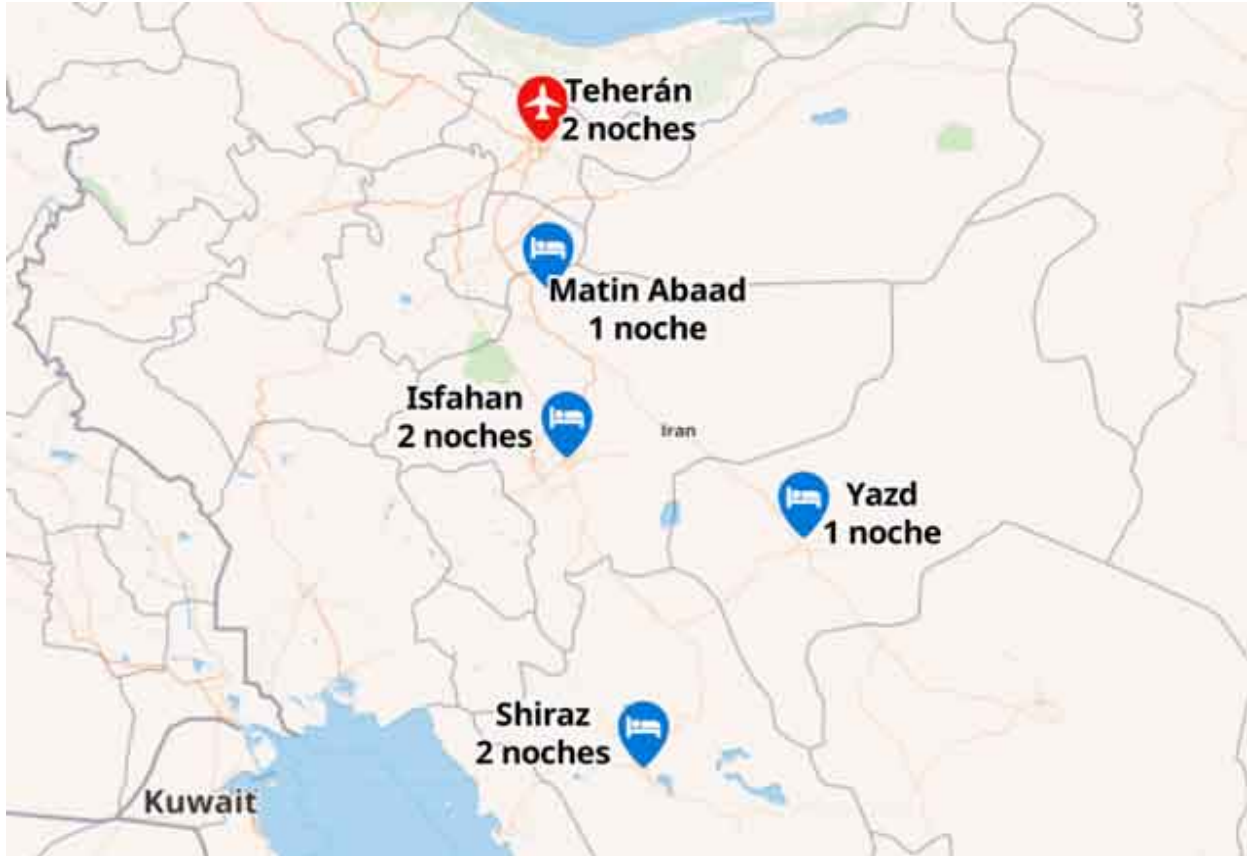 Teherán
2 noches
Matin Abaad
1 noche
Isfahan
2 noches
Iran
Yazd
1 noche
Shiraz
2 noches
Kuwait